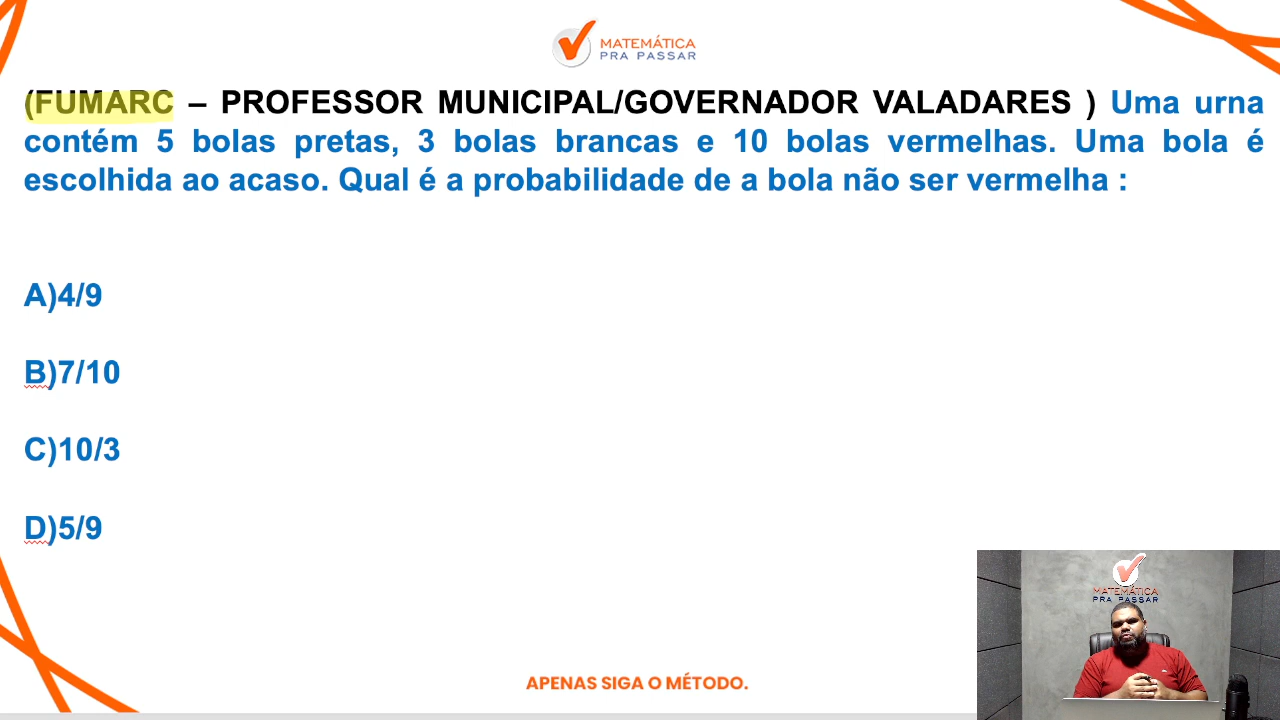 MATEMÁTICA
PRA PASSAR
(FUMARC – PROFESSOR MUNICIPAL/GOVERNADOR VALADARES ) Uma urna
contém 5 bolas pretas, 3 bolas brancas e 10 bolas vermelhas. Uma bola é
escolhida ao acaso. Qual é a probabilidade de a bola não ser vermelha :
A)4/9
B)7/10
C)10/3
D)5/9
MATEMÁTICA
PRA PASSAR
APENAS SIGA O MÉTODO.